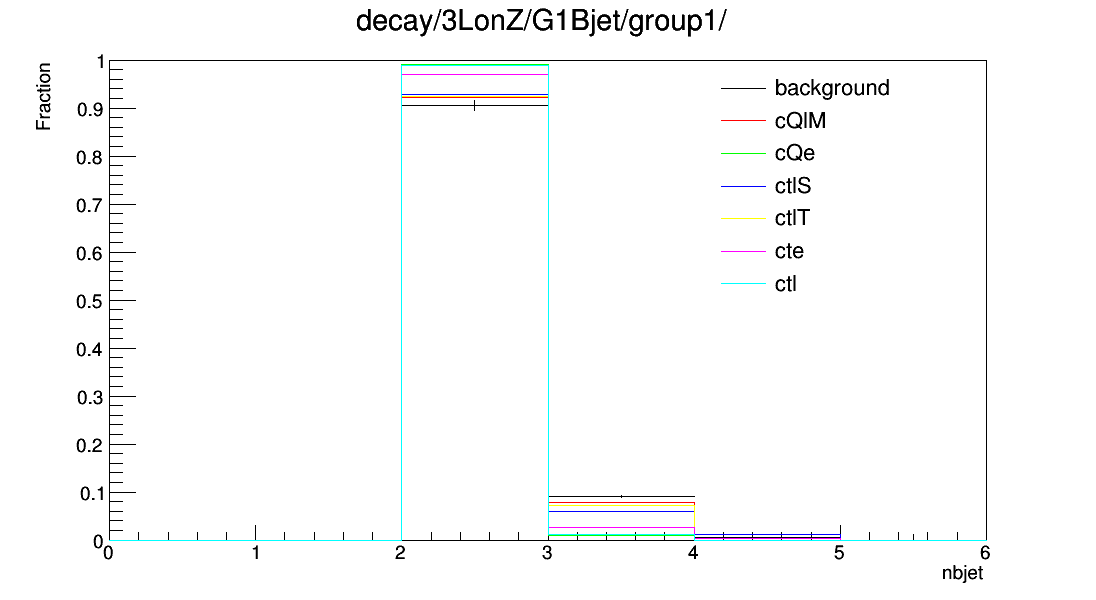 decay/3LonZ/G1Bjet/group1/
Fraction
1
0.9
0.8
0.7
0.6
0.5
0.4
0.3
0.2
0.1
0
background
cQlM
cQe
ctlS
ctlT
cte
ctl
0 1 2 3 4 5 6
nbjet